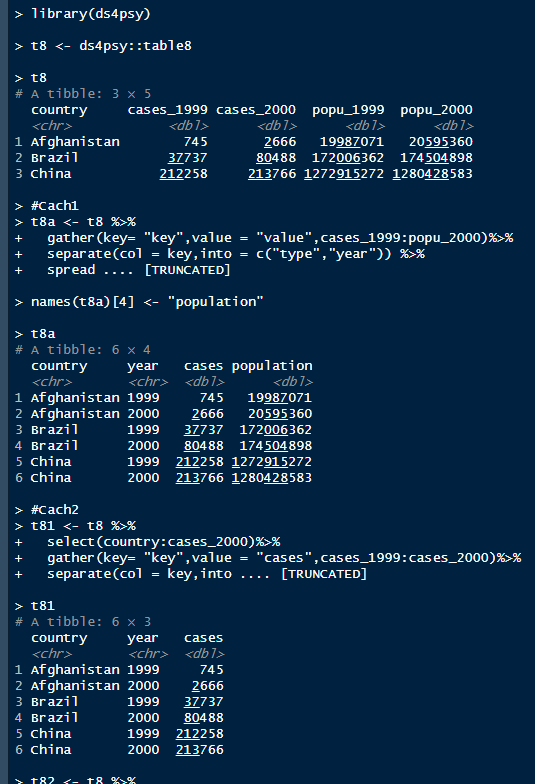 > library(ds4psy)
> t8 <- ds4psy::table8
> t8
# A tibble: 3 × 5
  country     cases_1999 cases_2000  popu_1999  popu_2000
  <chr>            <dbl>      <dbl>      <dbl>      <dbl>
1 Afghanistan        745       2666   19987071   20595360
2 Brazil           37737      80488  172006362  174504898
3 China           212258     213766 1272915272 1280428583
> #Cach1
> t8a <- t8 %>%
+   gather(key= "key",value = "value",cases_1999:popu_2000)%>%
+   separate(col = key,into = c("type","year")) %>%
+   spread .... [TRUNCATED]
> names(t8a)[4] <- "population"
> t8a
# A tibble: 6 × 4
  country     year   cases population
  <chr>       <chr>  <dbl>      <dbl>
1 Afghanistan 1999     745   19987071
2 Afghanistan 2000    2666   20595360
3 Brazil      1999   37737  172006362
4 Brazil      2000   80488  174504898
5 China       1999  212258 1272915272
6 China       2000  213766 1280428583
> #Cach2
> t81 <- t8 %>%
+   select(country:cases_2000)%>%
+   gather(key= "key",value = "cases",cases_1999:cases_2000)%>%
+   separate(col = key,into .... [TRUNCATED]
> t81
# A tibble: 6 × 3
  country     year   cases
  <chr>       <chr>  <dbl>
1 Afghanistan 1999     745
2 Afghanistan 2000    2666
3 Brazil      1999   37737
4 Brazil      2000   80488
5 China       1999  212258
6 China       2000  213766
> t82 <- t8 %>%